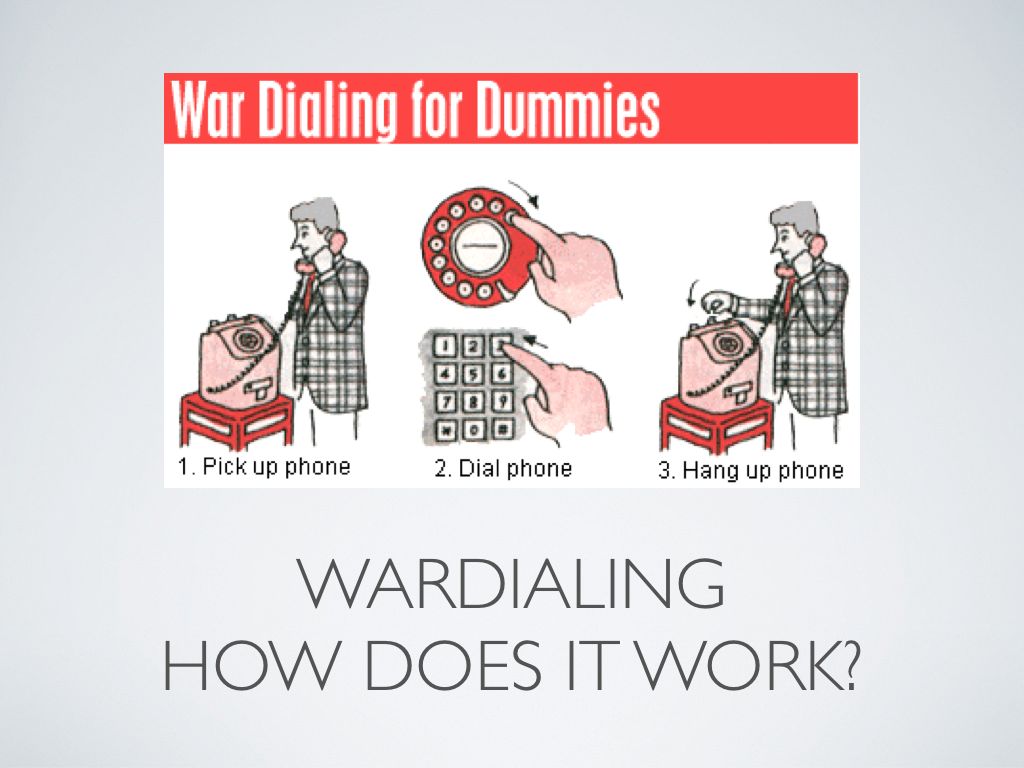 War Dialing for Dummies
1 2 3
4 5 6
7 8 9
* 0 #
1. Pick up phone
2. Dial phone
3. Hang up phone
WARDIALING
HOW DOES IT WORK?